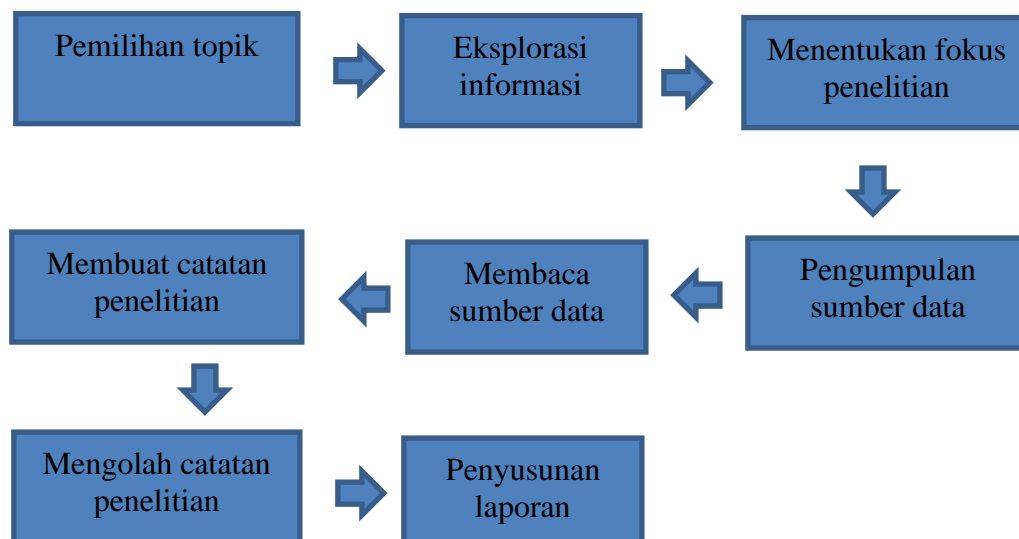 Pemilihan topik
Eksplorasi
informasi
Menentukan fokus
penelitian
Pengumpulan
sumber data
Membaca
sumber data
Membuat catatan
penelitian
Mengolah catatan
penelitian
Penyusunan
laporan